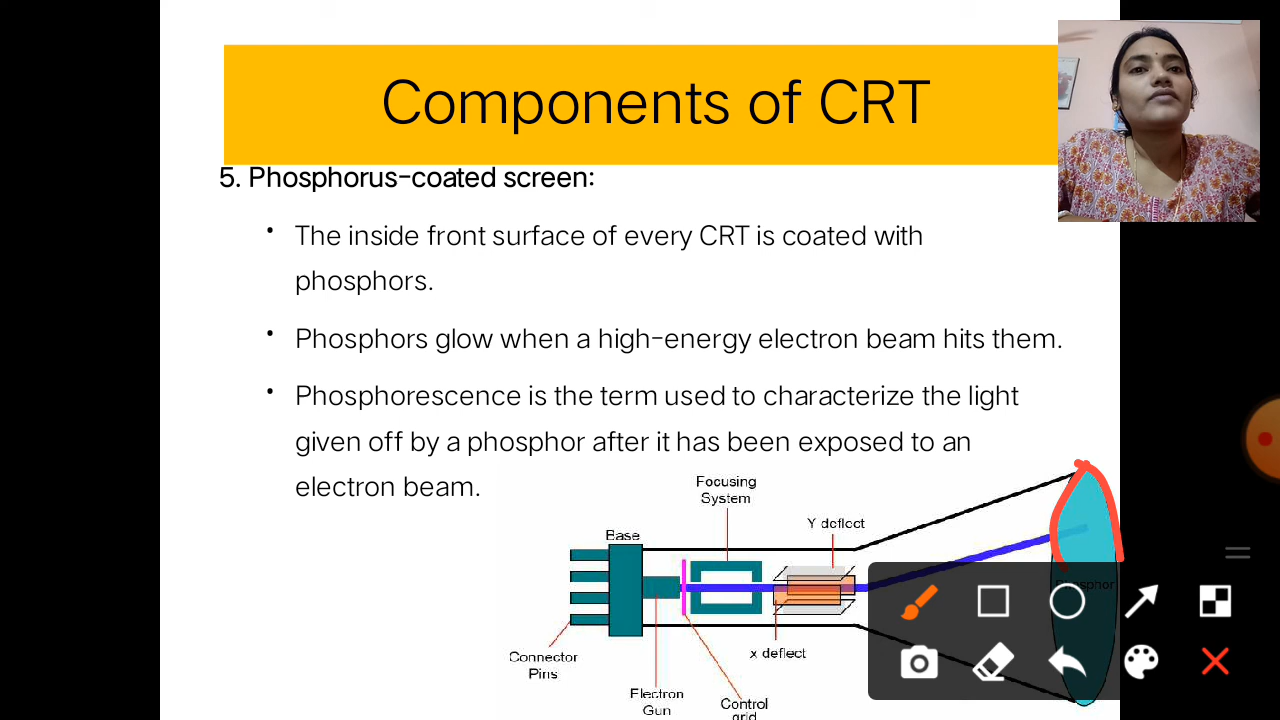 Components of CRT
5. Phosphorus-coated screen:
• The inside front surface of every CRT is coated with
phosphors.
• Phosphors glow when a high-energy electron beam hits them.
• Phosphorescence is the term used to characterize the light
given off by a phosphor after it has been exposed to an
electron beam.
Focusing
System
Y deflect
Base
x deflect
Connector
Pins
Electron
Gun
Control
grid